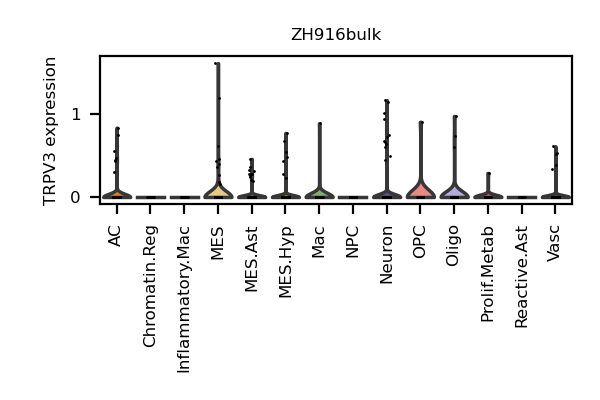 ZH916bulk
TRPV3 expression
1
0
AC
Chromatin.Reg
Inflammatory.Mac
MES
MES.Ast
MES.Hyp
Mac
NPC
Neuron
OPC
Oligo
Prolif.Metab
Reactive.Ast
Vasc